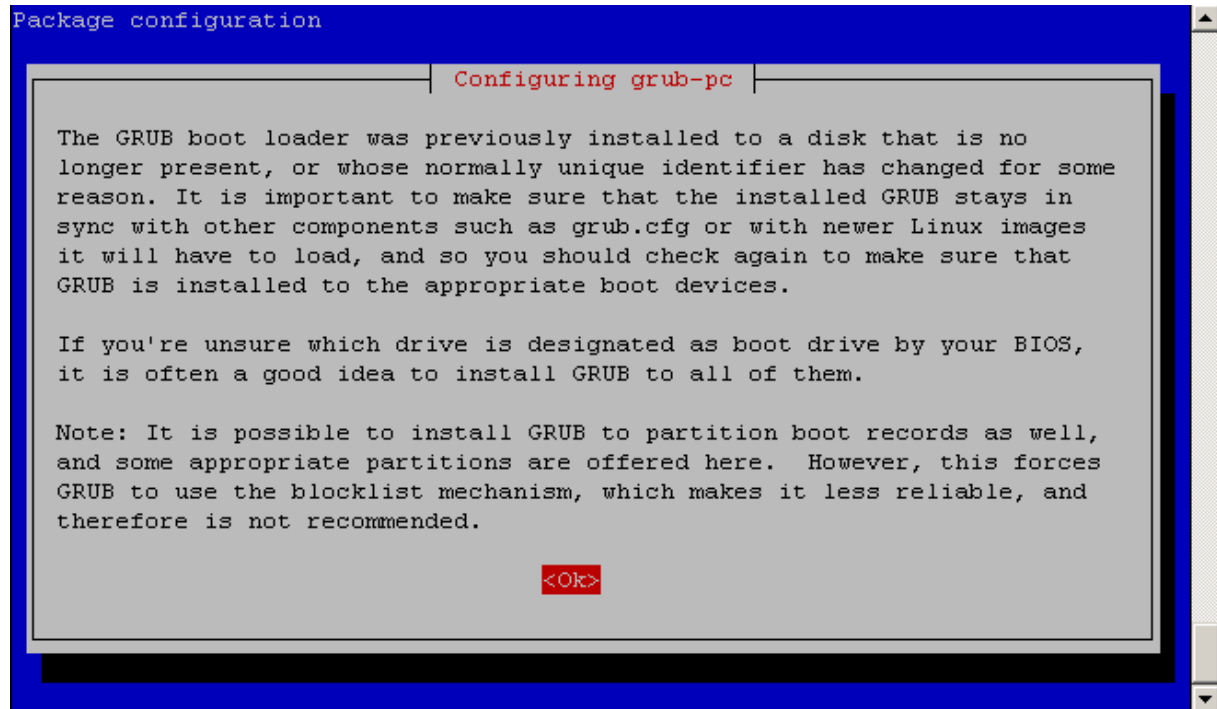 Package configuration
Configuring grub-pc
The GRUB boot loader was previously installed to a disk that is no
longer present, or whose normally unique identifier has changed for some
reason. It is important to make sure that the installed GRUB stays in
sync with other components such as grub.cfg or with newer Linux images
it will have to load, and so you should check again to make sure that
GRUB is installed to the appropriate boot devices.
If you're unsure which drive is designated as boot drive by your BIOS,
it is often a good idea to install GRUB to all of them.
Note: It is possible to install GRUB to partition boot records as well,
and some appropriate partitions are offered here.  However, this forces
GRUB to use the blocklist mechanism, which makes it less reliable, and
therefore is not recommended.
<Ok>